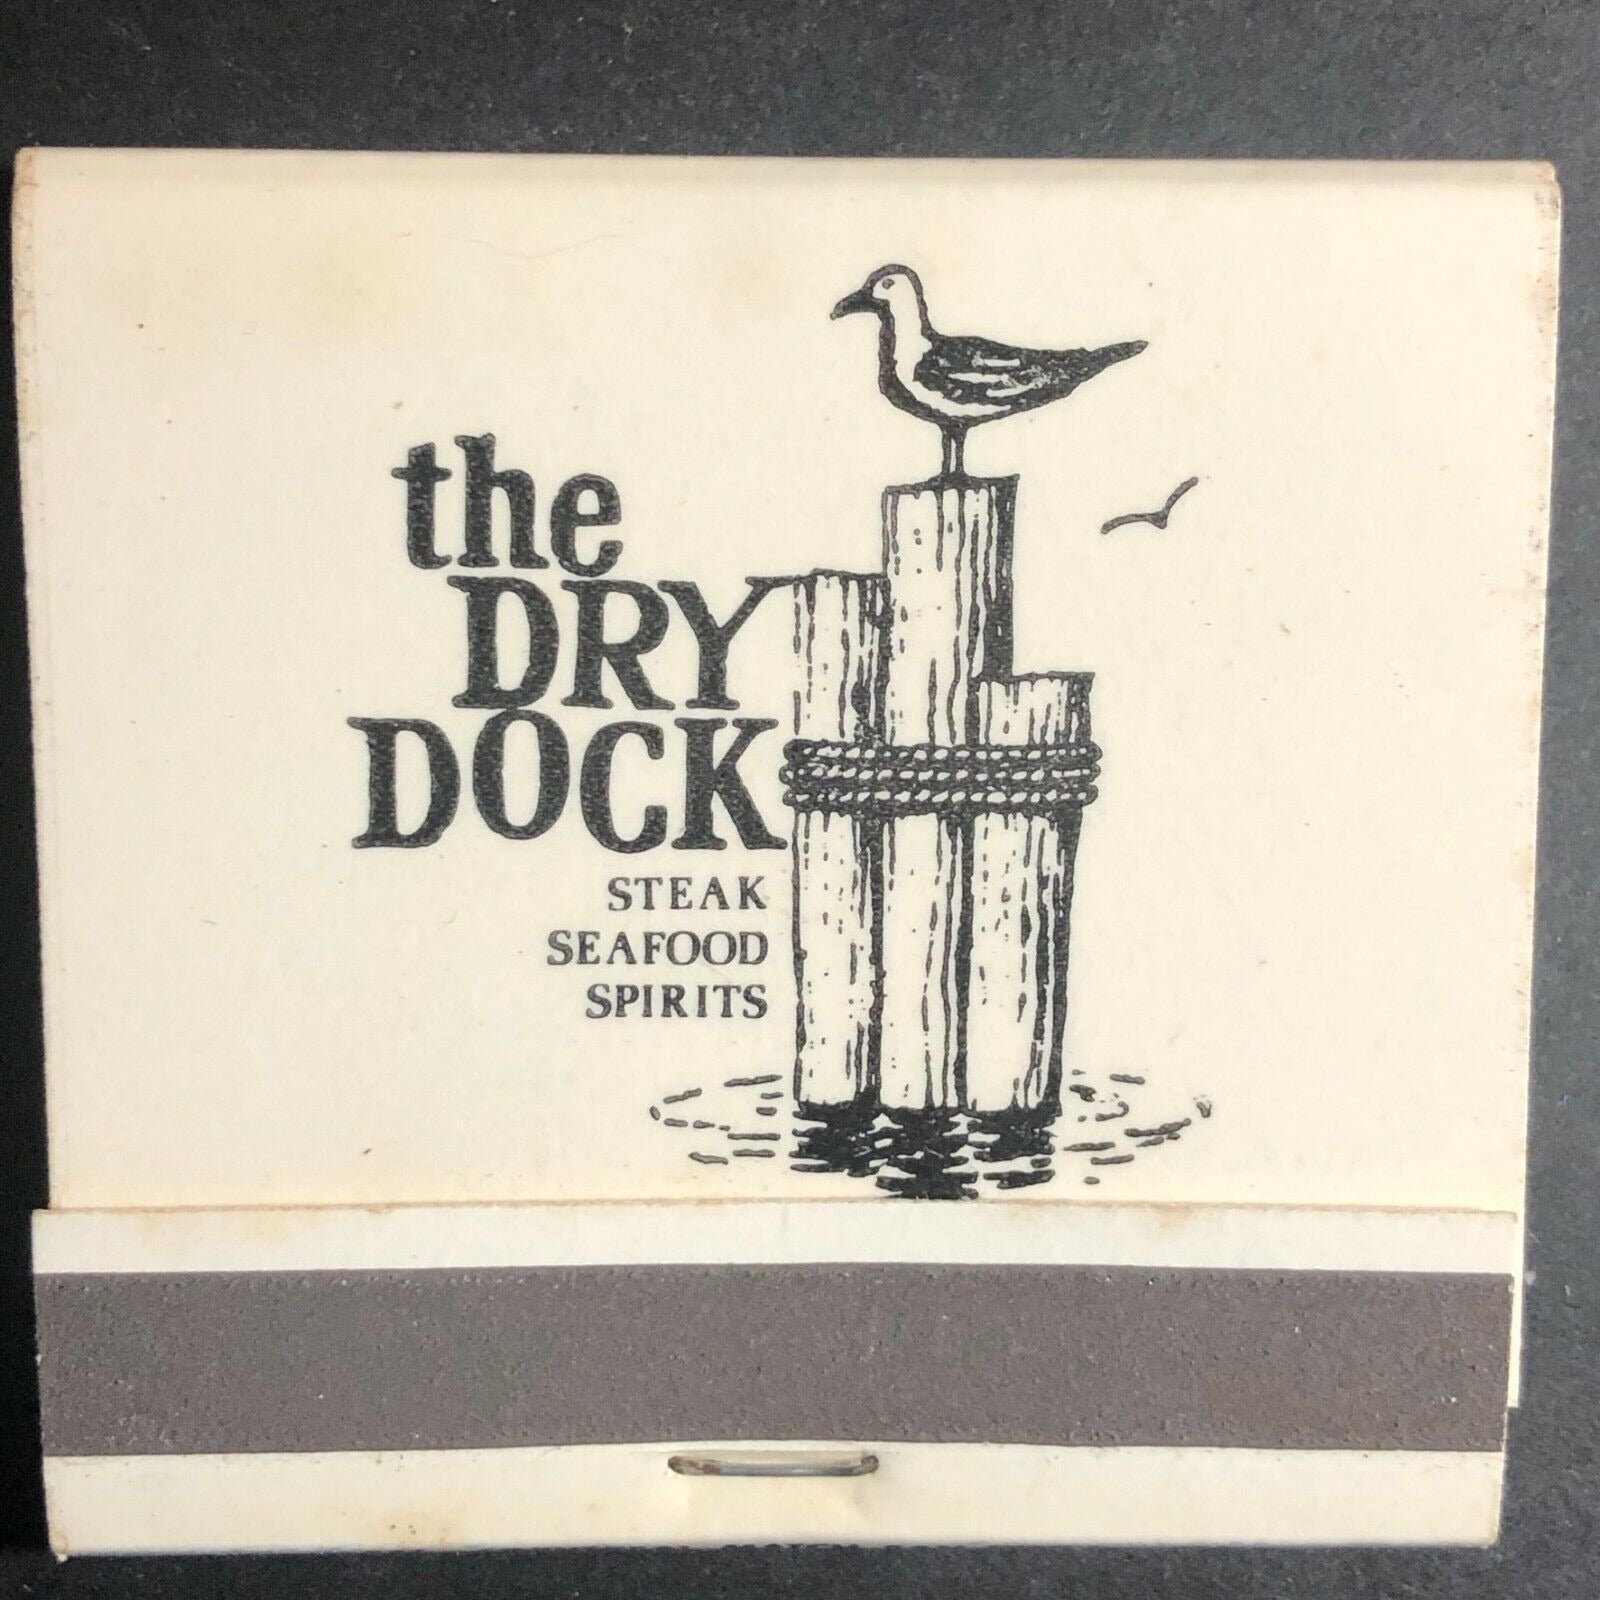 the
DRY
DOCK
STEAK
SEAFOOD
SPIRITS